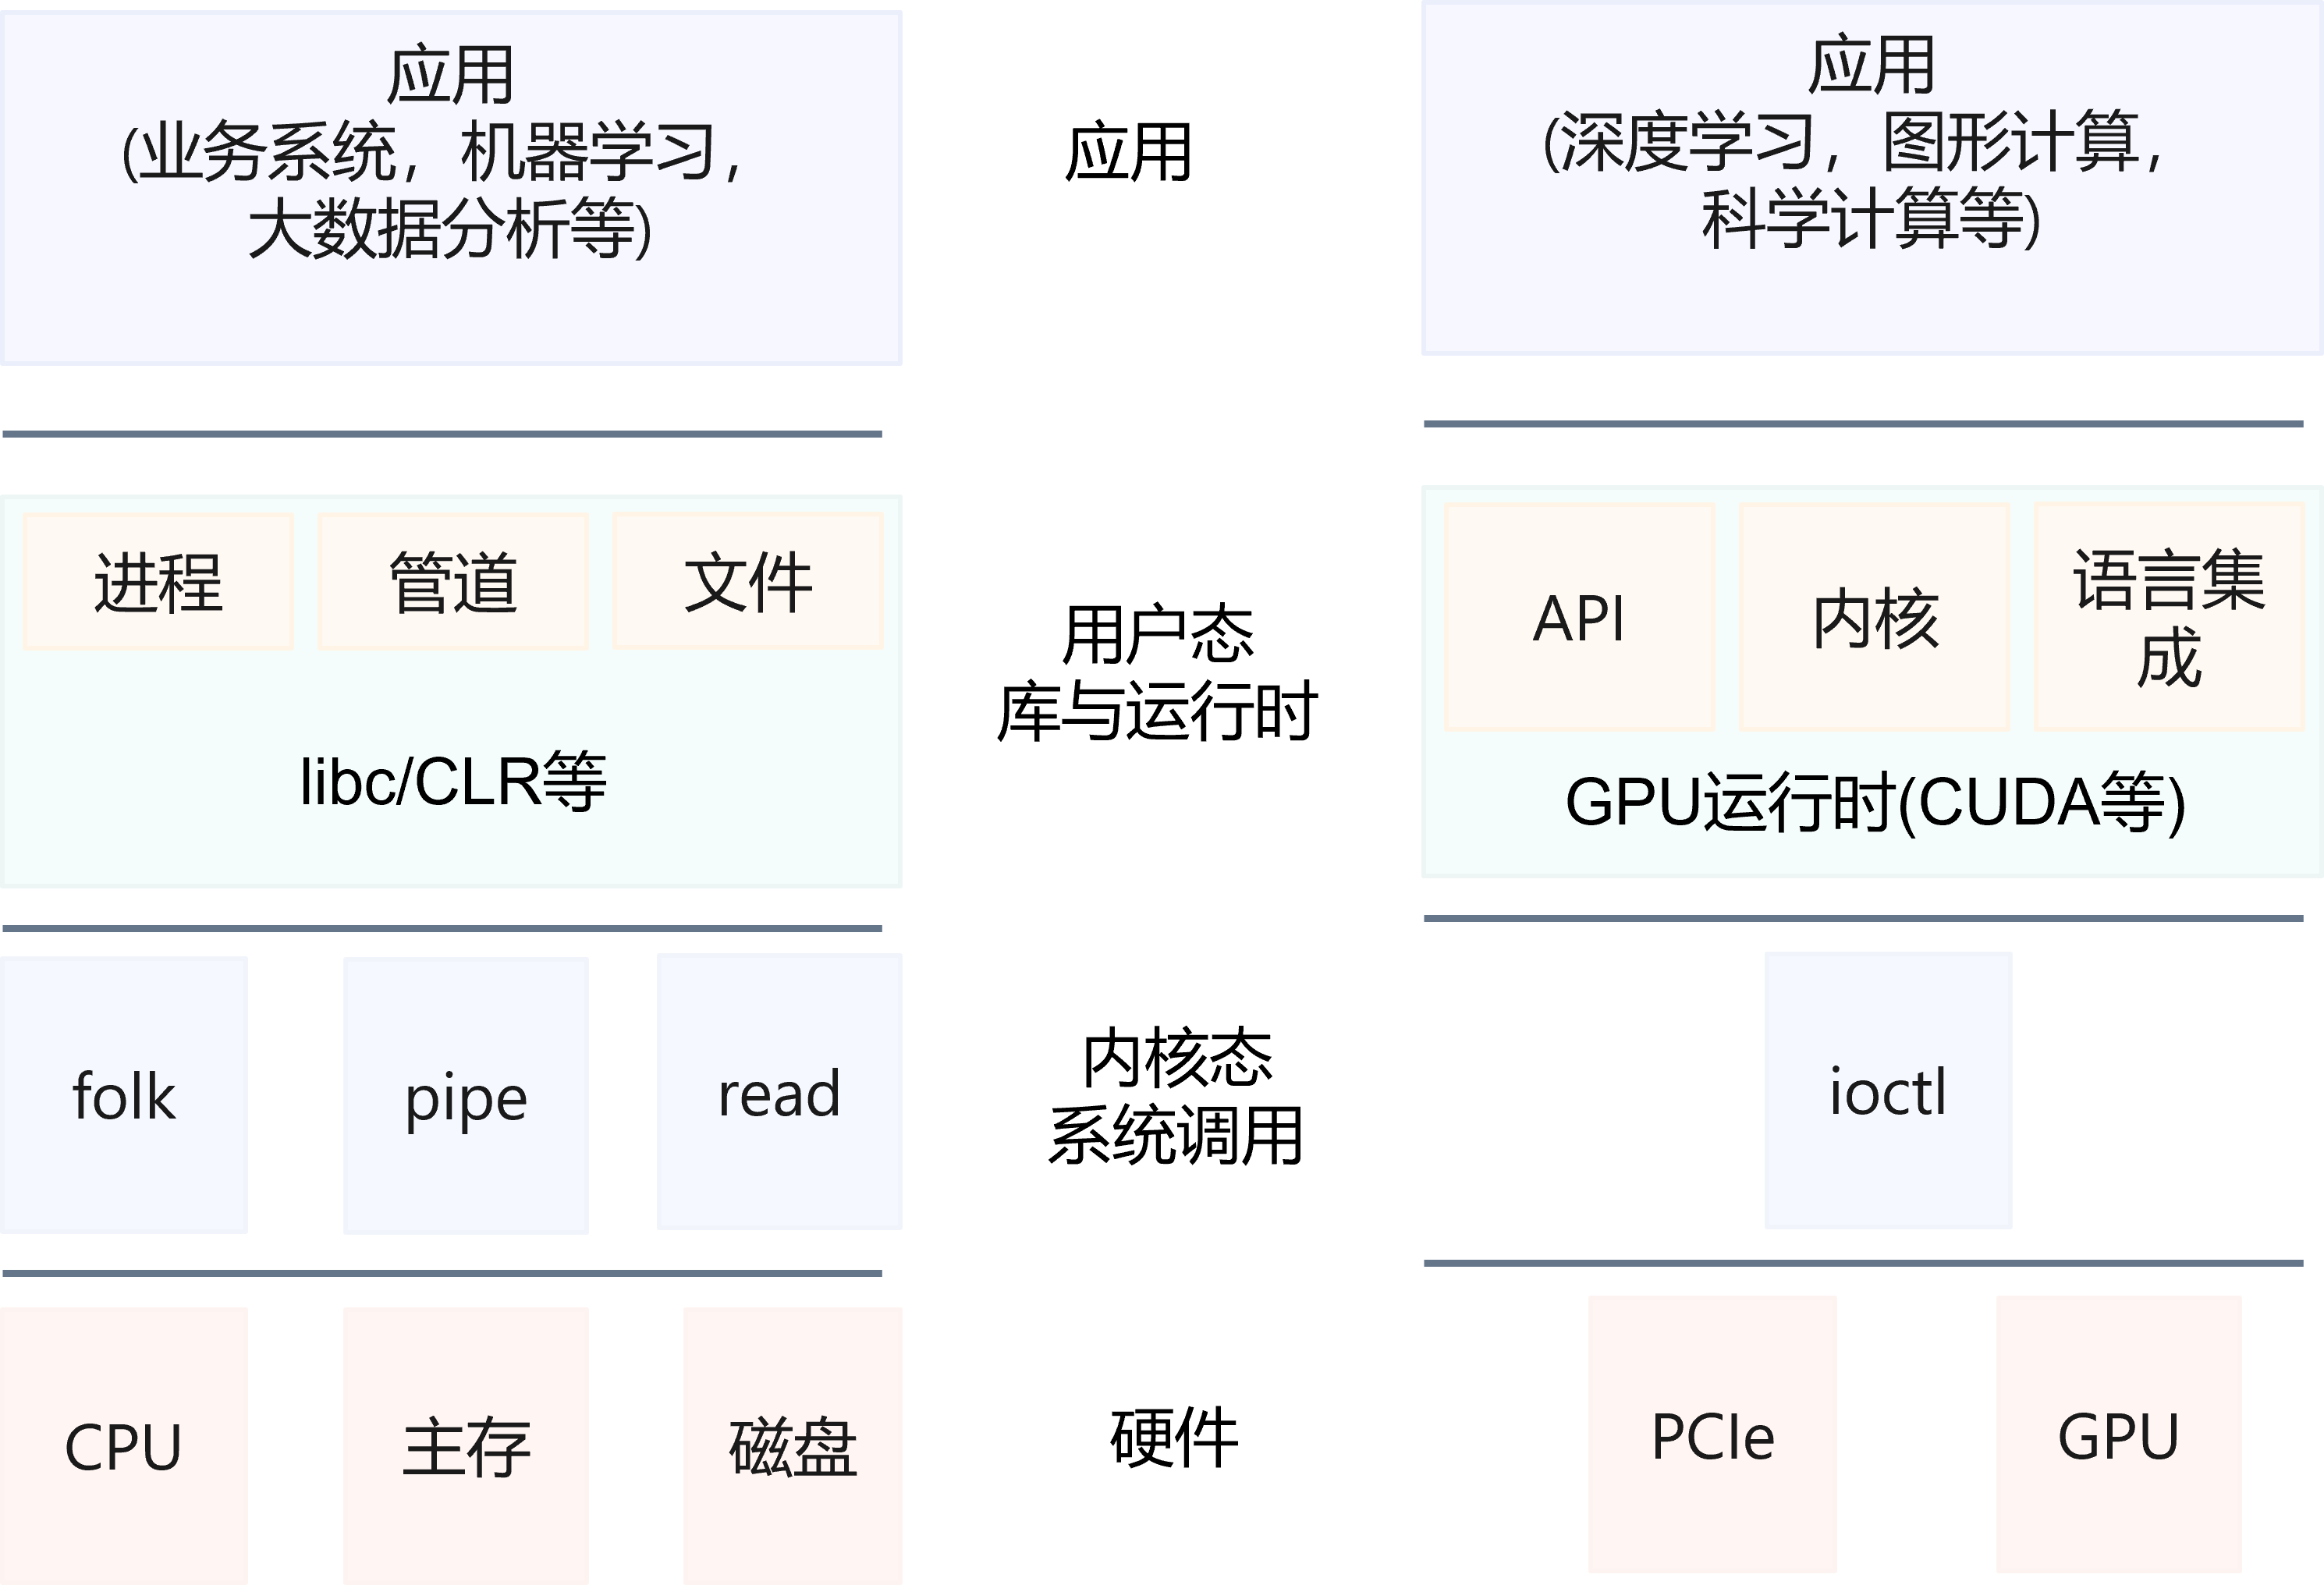 应用
(业务系统，机器学习，
大数据分析等)
应用
应用
(深度学习，图形计算，
科学计算等)
进程
管道
文件
libc/CLR等
用户态
库与运行时
API
内核
语言集
成
GPU运行时(CUDA等)
folk
pipe
read
内核态
系统调用
ioctl
CPU
主存
磁盘
硬件
PCIe
GPU